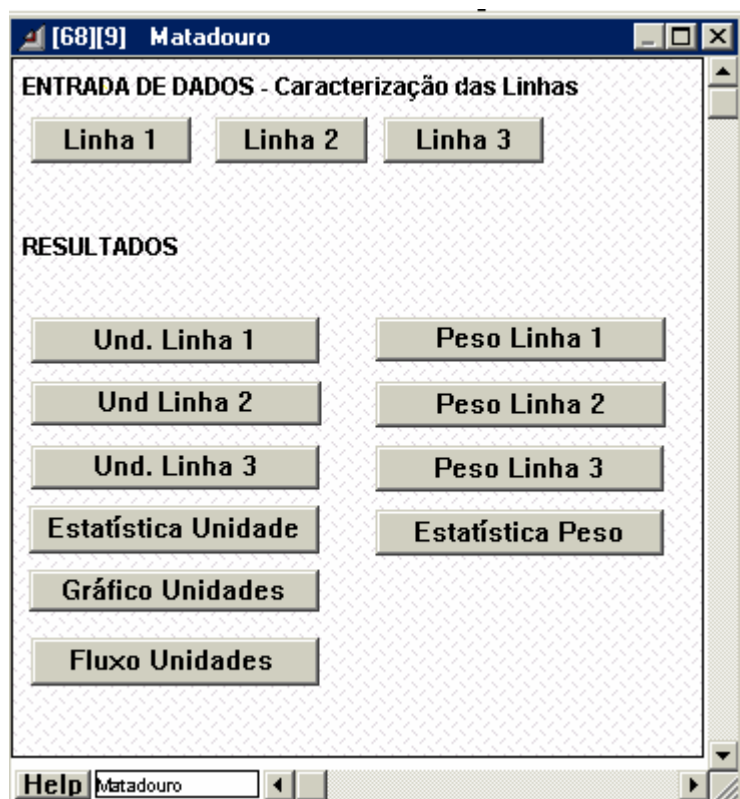 [68][9] Matadouro
ENTRADA DE DADOS - Caracterização das Linhas
Linha 1 Linha 2 Linha 3
RESULTADOS
Und. Linha 1 Peso Linha 1
Und Linha 2 Peso Linha 2
Und. Linha 3 Peso Linha 3
Estatística Unidade Estatística Peso
Gráfico Unidades
Fluxo Unidades
Help Matadouro